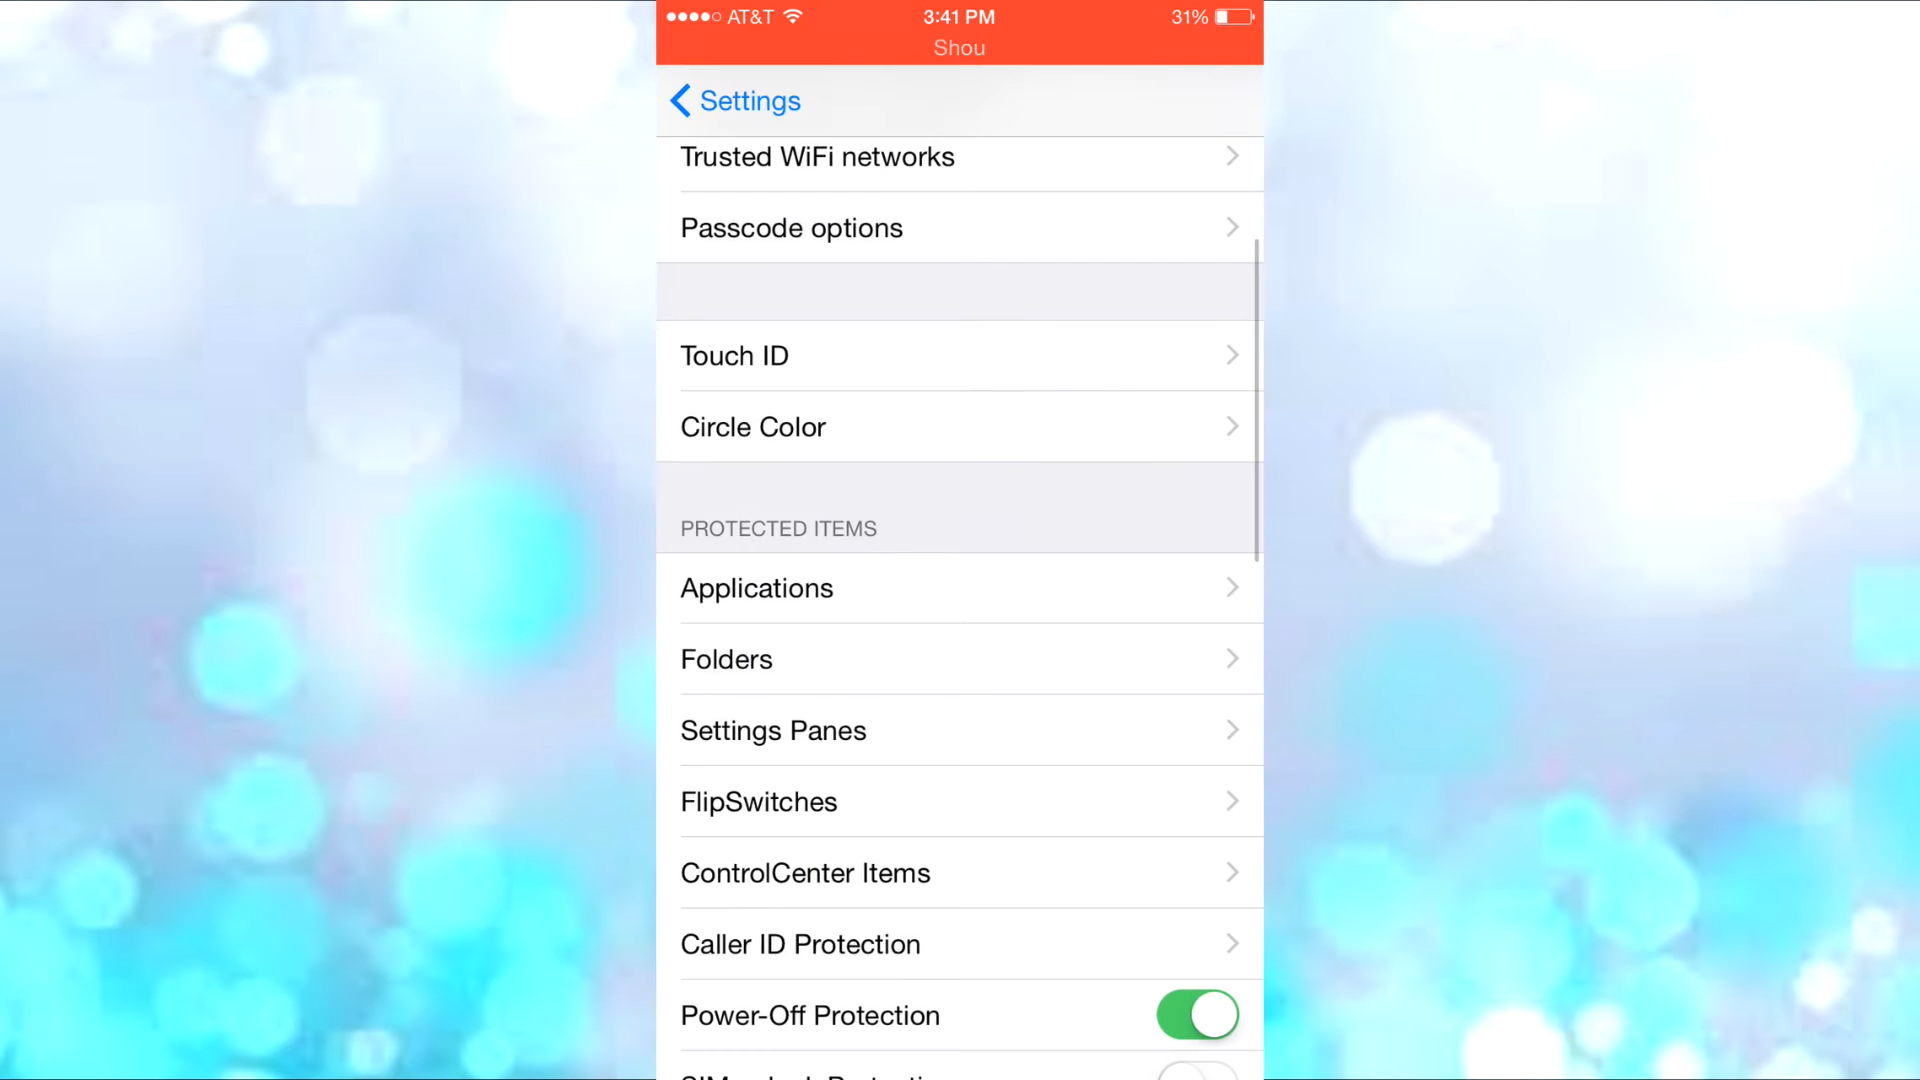 AT&T 3:41 PM 31%
Shou
Settings
Trusted WiFi networks
Passcode options
Touch ID
Circle Color
PROTECTED ITEMS
Applications
Folders
Settings Panes
FlipSwitches
ControlCenter Items
Caller ID Protection
Power-Off Protection